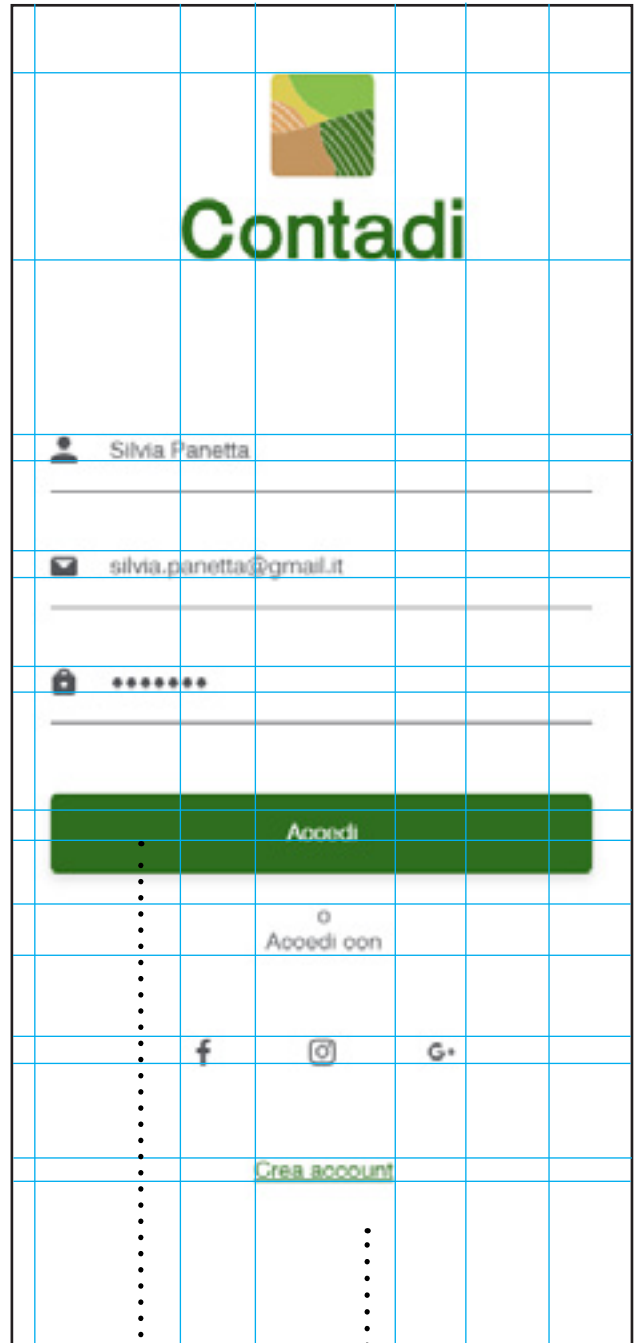 Contadi
Silvia Panetta
silvia.panetta@gmail.it
•••••••
Accedi
o
Accedi con
Crea account